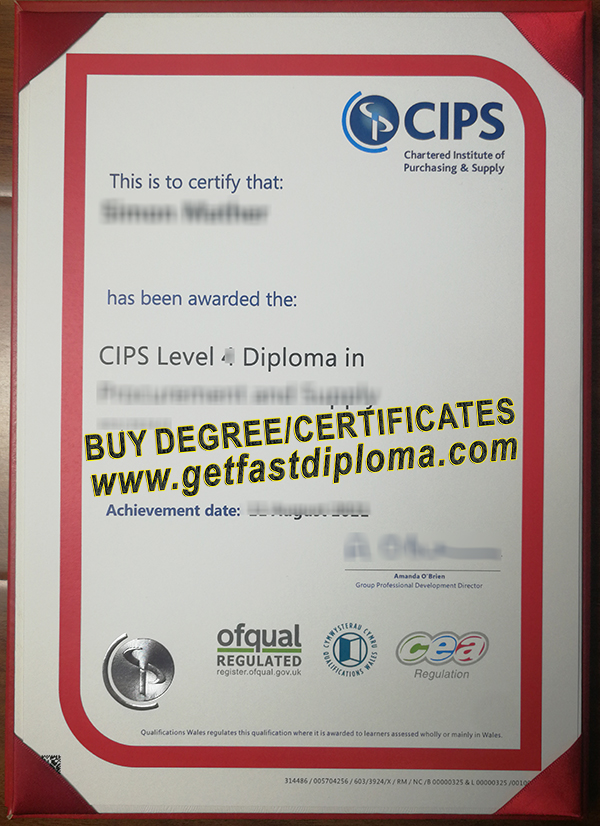 CIPS
Chartered Institute of
Purchasing & Supply
This is to certify that:
has been awarded the:
CIPS Level Diploma in
BUY DEGREE/CERTIFICATES
www.getfastdiploma.com
Achievement date:
Amanda O'Brien
Group Professional Development Director
ofqual
REGULATED
register.ofqual.gov.uk
CYMWYSTERAU CYMRU
QUALIFICATIONS WALES
cea
Regulation
Qualifications Wales regulates this qualification where it is awarded to learners assessed wholly or mainly in Wales.
314486 / 005704256 / 603/3924/X / RM / NC /B 00000325 & L 00000325 /